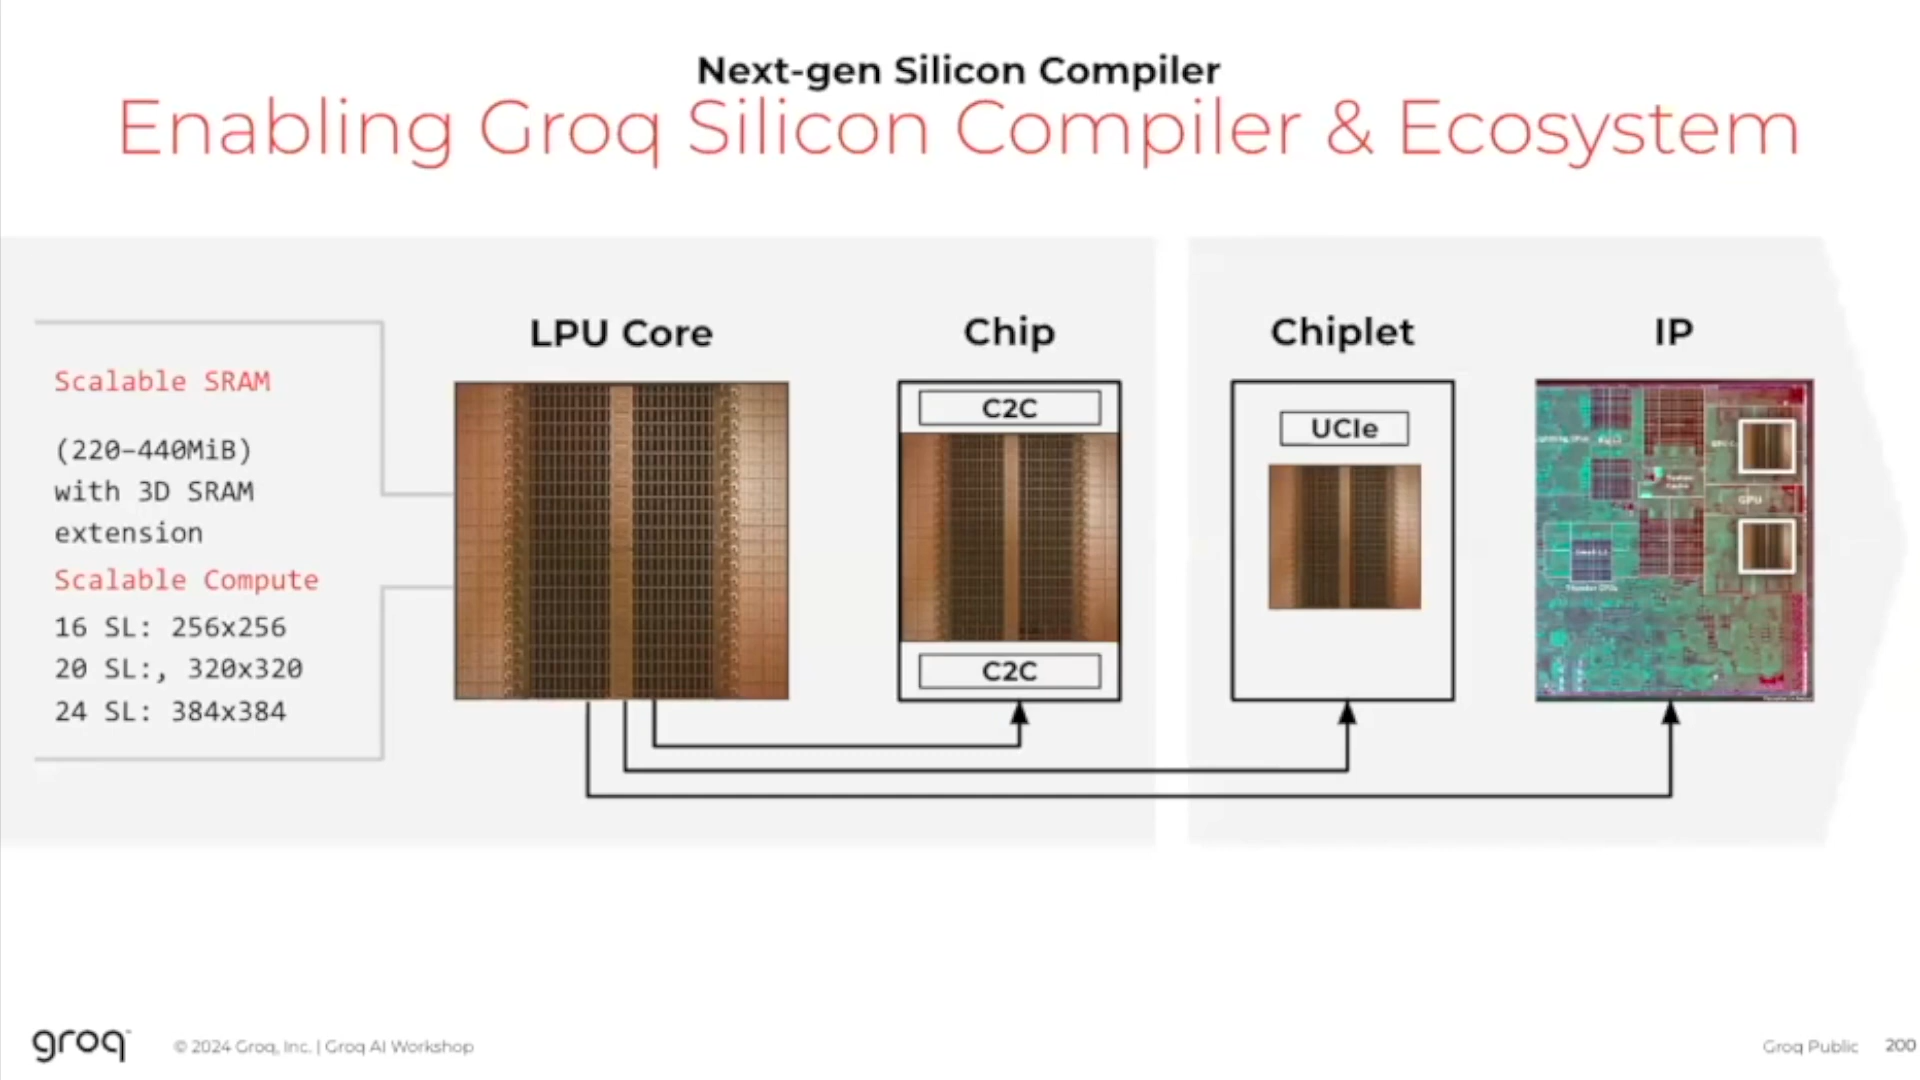 Next-gen Silicon Compiler
Enabling Groq Silicon Compiler & Ecosystem
Scalable SRAM
(220–440MiB)
with 3D SRAM
extension
Scalable Compute
16 SL: 256x256
20 SL:, 320x320
24 SL: 384x384
LPU Core
Chip
C2C
C2C
Chiplet
UCIe
IP
GPU
groq
© 2024 Groq, Inc. | Groq AI Workshop
Groq Public 200